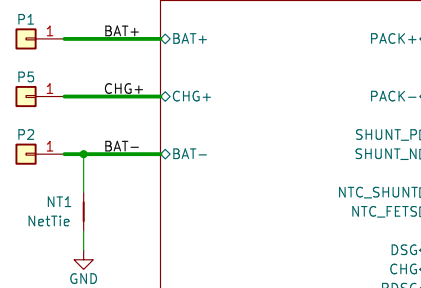 P1
1 BAT+ BAT+ PACK+
P5
1 CHG+ CHG+ PACK-
P2 SHUNT_P
1 BAT- BAT- SHUNT_N
NTC_SHUNT
NT1 NTC_FETS
NetTie
DSG
CHG
GND